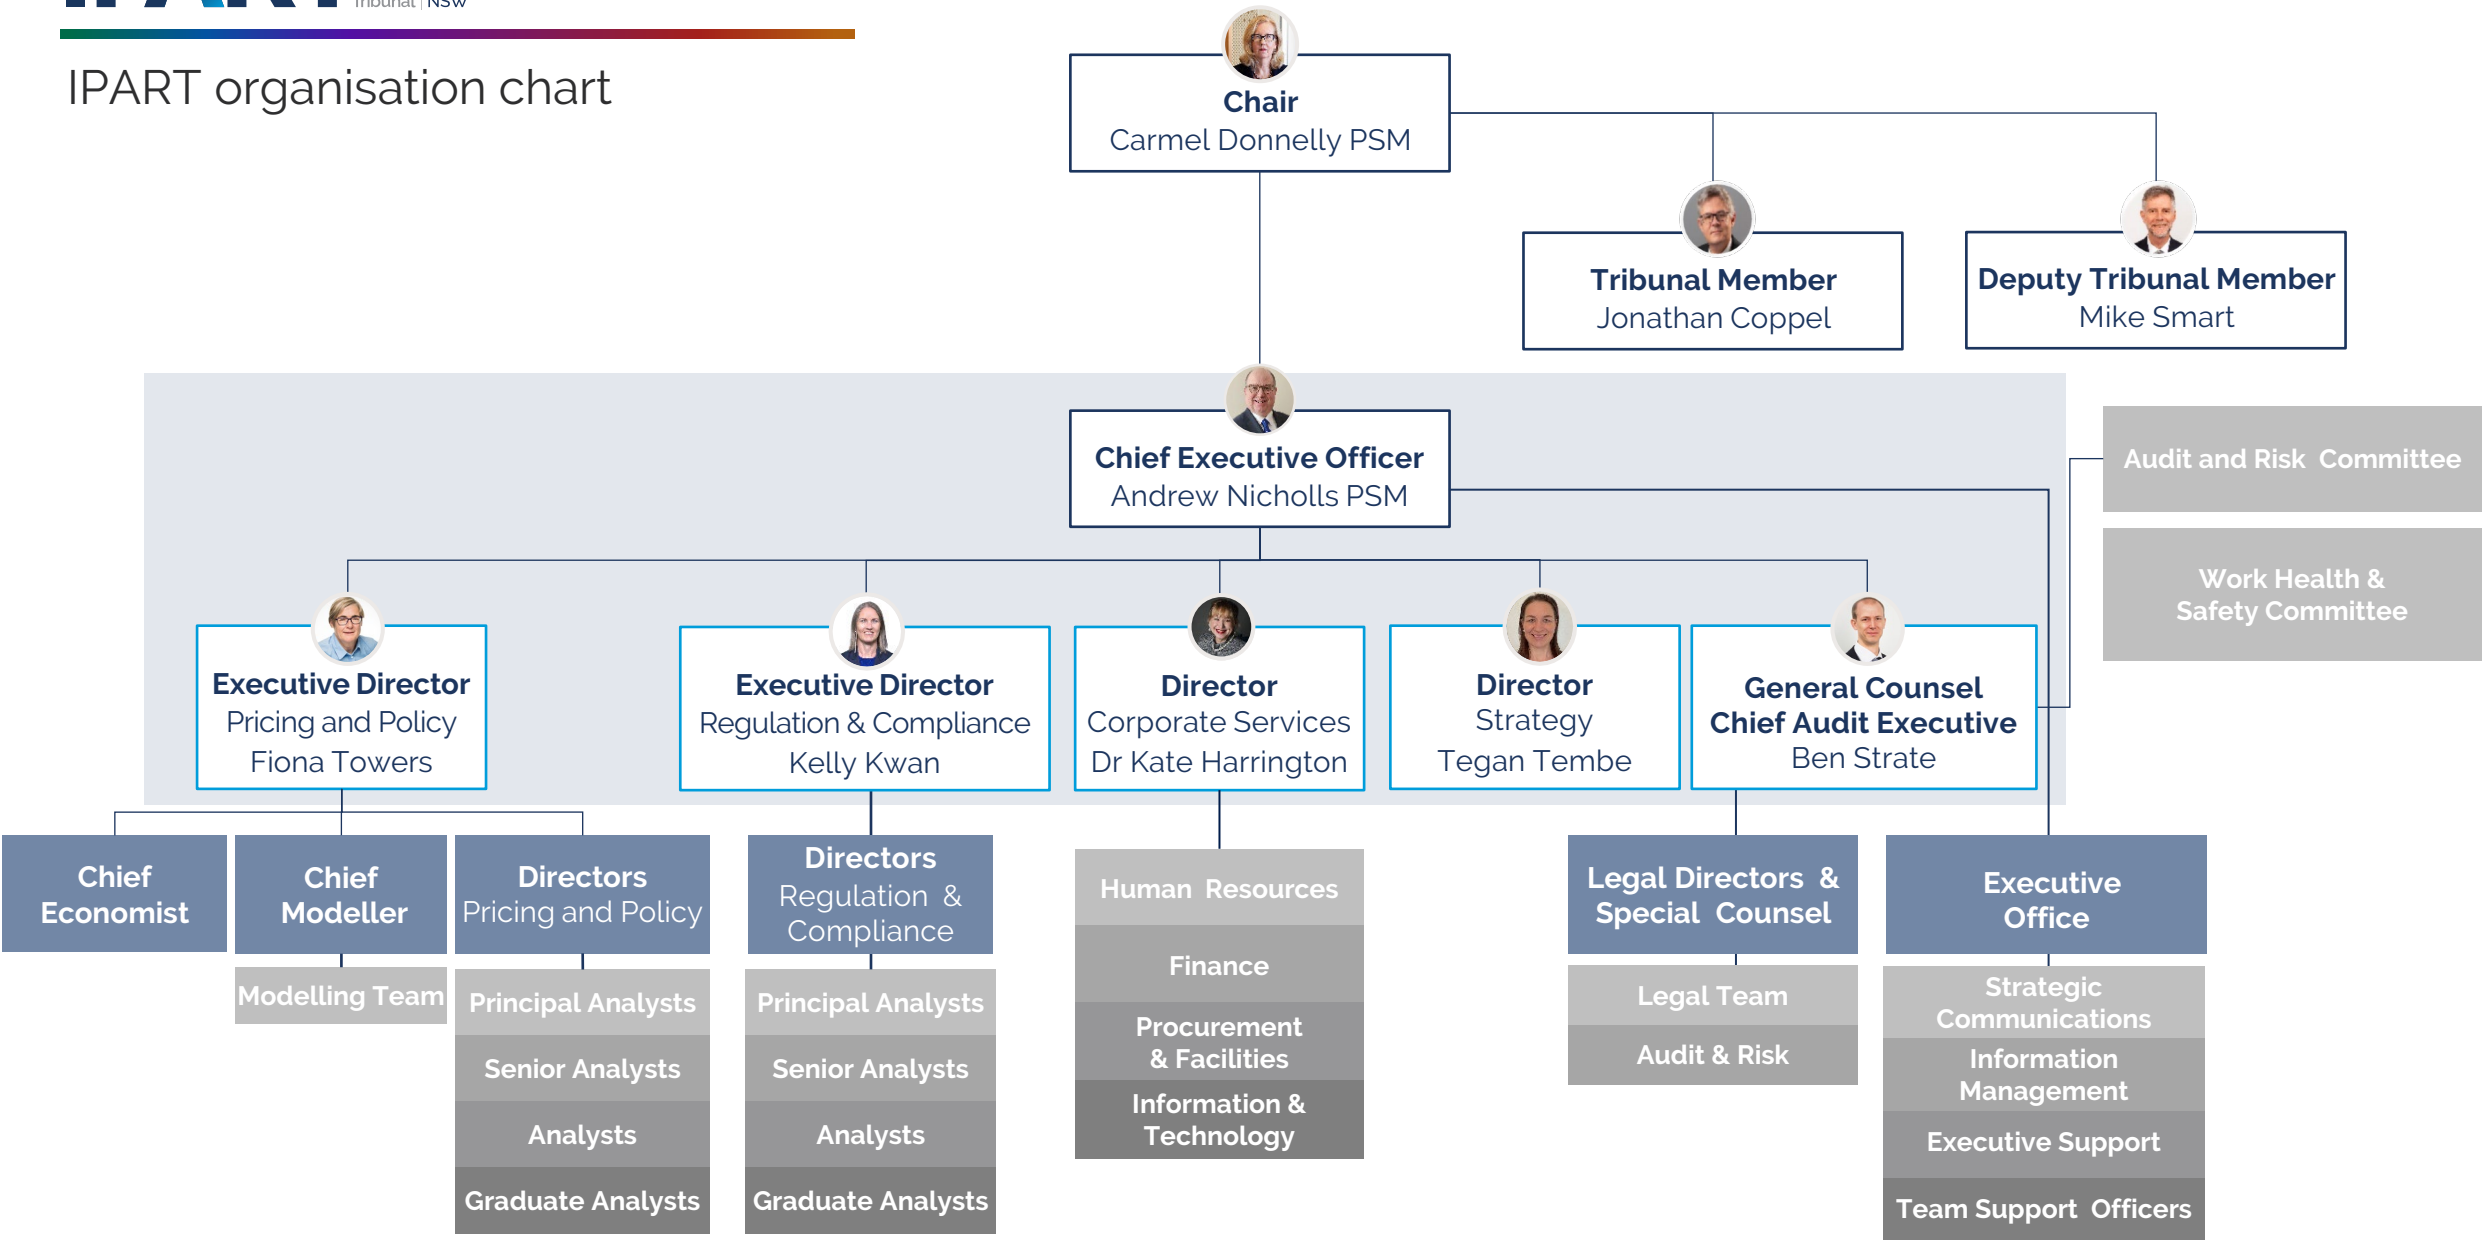 Tribunal | NSW
IPART organisation chart
Chair
Carmel Donnelly PSM
Tribunal Member
Jonathan Coppel
Deputy Tribunal Member
Mike Smart
Chief Executive Officer
Andrew Nicholls PSM
Audit and Risk Committee
Work Health &
Safety Committee
Executive Director
Pricing and Policy
Fiona Towers
Executive Director
Regulation & Compliance
Kelly Kwan
Director
Corporate Services
Dr Kate Harrington
Director
Strategy
Tegan Tembe
General Counsel
Chief Audit Executive
Ben Strate
Chief
Economist
Chief
Modeller
Modelling Team
Directors
Pricing and Policy
Principal Analysts
Senior Analysts
Analysts
Graduate Analysts
Directors
Regulation &
Compliance
Principal Analysts
Senior Analysts
Analysts
Graduate Analysts
Human Resources
Finance
Procurement
& Facilities
Information &
Technology
Legal Directors &
Special Counsel
Legal Team
Audit & Risk
Executive
Office
Strategic
Communications
Information
Management
Executive Support
Team Support Officers